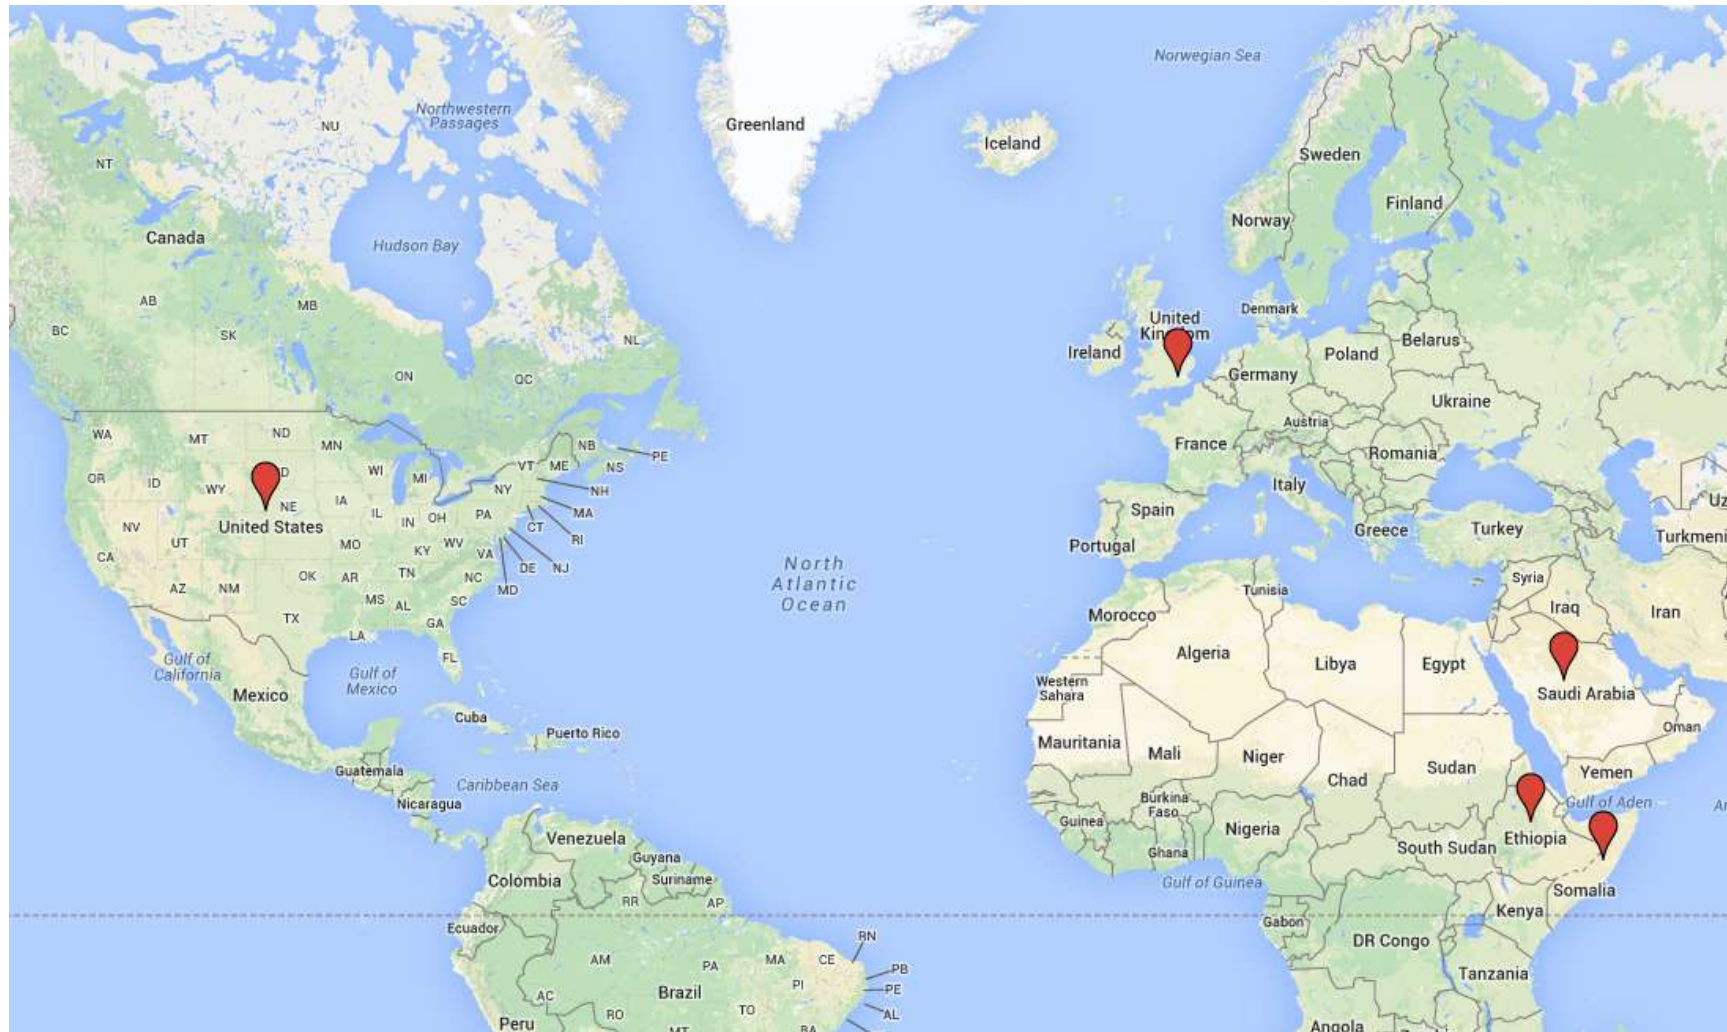 Norwegian Sea
Greenland
Iceland
Northwestern
Passages
NU
NT
Sweden
Finland
Norway
Canada
Hudson Bay
AB
MB
BC
SK
NL
ON
QC
Denmark
United
Ireland
Belarus
Poland
Germany
Ukraine
Austria
France
Romania
Italy
Spain
Portugal
Greece
Turkey
Uz
Turkmeni
WA
MT
ND
MN
OR
ID
WY
D
WI
MI
VT
ME
NB
NS
PE
NH
NY
MA
NE
IA
United States
NV
UT
IL
IN
OH
PA
CT
RI
CA
MO
KY
WV
VA
DE
NJ
MD
AZ
NM
OK
AR
TN
NC
TX
MS
AL
SC
GA
LA
FL
North
Atlantic
Ocean
Gulf of
California
Gulf of
Mexico
Mexico
Cuba
Puerto Rico
Guatemala
Caribbean Sea
Nicaragua
Syria
Iraq
Iran
Tunisia
Morocco
Algeria
Libya
Egypt
Western
Sahara
Saudi Arabia
Oman
Mauritania
Mali
Niger
Chad
Sudan
Yemen
Gulf of Aden
Ar
Burkina
Faso
Guinea
Nigeria
Ghana
South Sudan
Ethiopia
Gulf of Guinea
Somalia
Kenya
Gabon
DR Congo
Tanzania
Angola
Venezuela
Guyana
Suriname
Colombia
RR
AP
Ecuador
RN
AM
PA
MA
CE
PB
PI
PE
AC
Brazil
TO
AL
RO
Peru
MT
BA